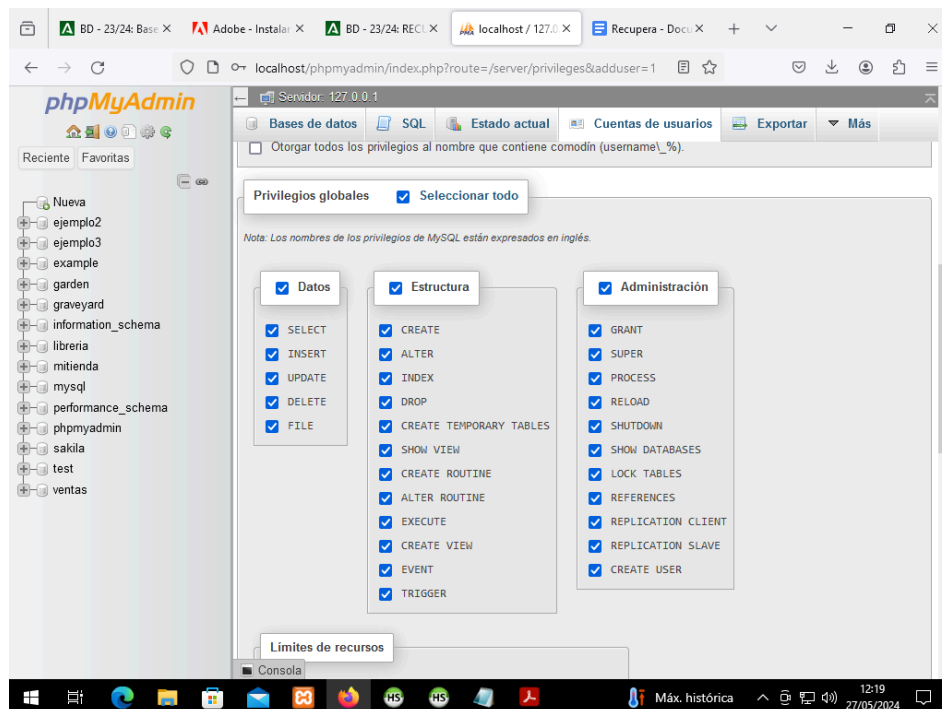 BD - 23/24: Base
Adobe - Instalar
BD - 23/24: RECU
localhost / 127.0
Recupera - Docu
localhost/phpmyadmin/index.php?route=/server/privileges&adduser=1
phpMyAdmin
Reciente
Favoritas
Nueva
ejemplo2
ejemplo3
example
garden
graveyard
information_schema
libreria
mitienda
mysql
performance_schema
phpmyadmin
sakila
test
ventas
Servidor: 127.0.0.1
Bases de datos
SQL
Estado actual
Cuentas de usuarios
Exportar
Más
Otorgar todos los privilegios al nombre que contiene comodín (username\_%).
Privilegios globales
Seleccionar todo
Nota: Los nombres de los privilegios de MySQL están expresados en inglés.
Datos
SELECT
INSERT
UPDATE
DELETE
FILE
Estructura
CREATE
ALTER
INDEX
DROP
CREATE TEMPORARY TABLES
SHOW VIEW
CREATE ROUTINE
ALTER ROUTINE
EXECUTE
CREATE VIEW
EVENT
TRIGGER
Administración
GRANT
SUPER
PROCESS
RELOAD
SHUTDOWN
SHOW DATABASES
LOCK TABLES
REFERENCES
REPLICATION CLIENT
REPLICATION SLAVE
CREATE USER
Límites de recursos
Consola
HS
HS
Máx. histórica
12:19
27/05/2024